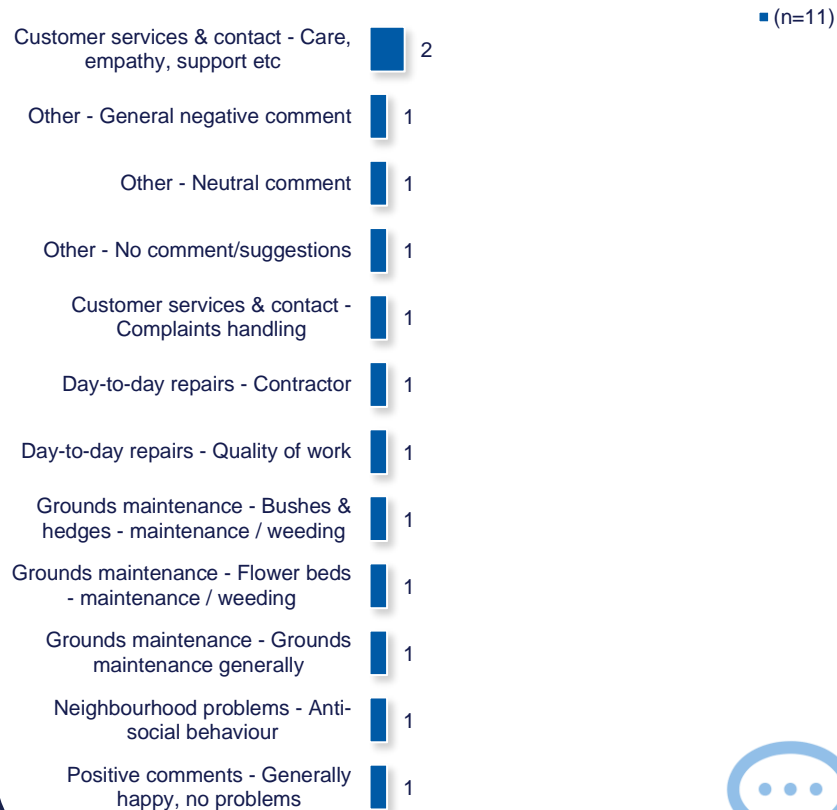 (n=11)
Customer services & contact - Care,
empathy, support etc
2
Other - General negative comment
1
Other - Neutral comment
1
Other - No comment/suggestions
1
Customer services & contact -
Complaints handling
1
Day-to-day repairs - Contractor
1
Day-to-day repairs - Quality of work
1
Grounds maintenance - Bushes &
hedges - maintenance / weeding
1
Grounds maintenance - Flower beds
- maintenance / weeding
1
Grounds maintenance - Grounds
maintenance generally
1
Neighbourhood problems - Anti-
social behaviour
1
Positive comments - Generally
happy, no problems
1